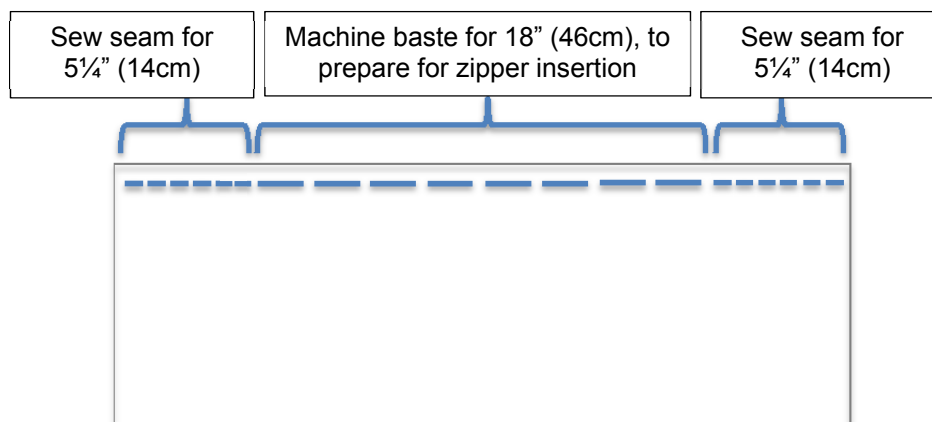 Sew seam for
5¼” (14cm)
Machine baste for 18” (46cm), to
prepare for zipper insertion
Sew seam for
5¼” (14cm)